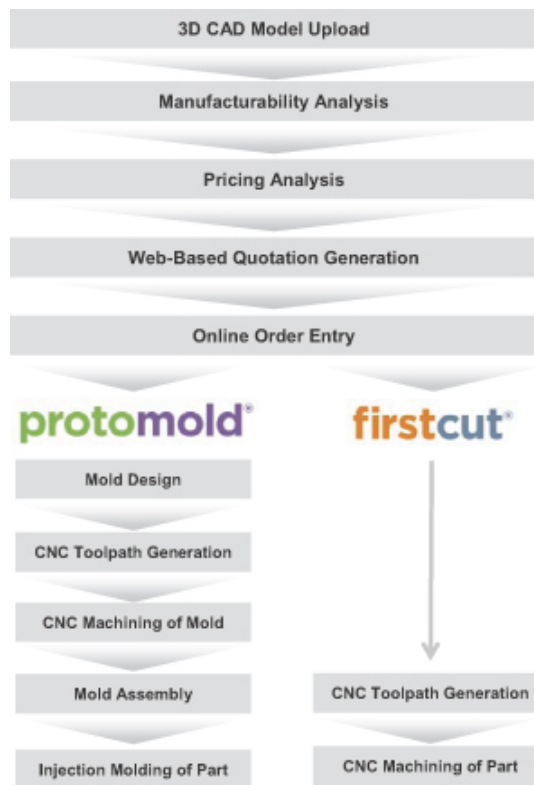 3D CAD Model Upload
Manufacturability Analysis
Pricing Analysis
Web-Based Quotation Generation
Online Order Entry
protomold®
Mold Design
CNC Toolpath Generation
CNC Machining of Mold
Mold Assembly
Injection Molding of Part
firstcut®
CNC Toolpath Generation
CNC Machining of Part